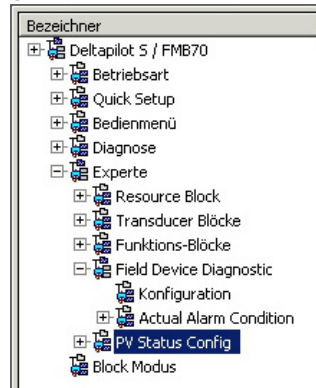 Bezeichner
Deltapilot S / FMB70
Betriebsart
Quick Setup
Bedienmenü
Diagnose
Experte
Resource Block
Transducer Blöcke
Funktions-Blöcke
Field Device Diagnostic
Konfiguration
Actual Alarm Condition
PV Status Config
Block Modus